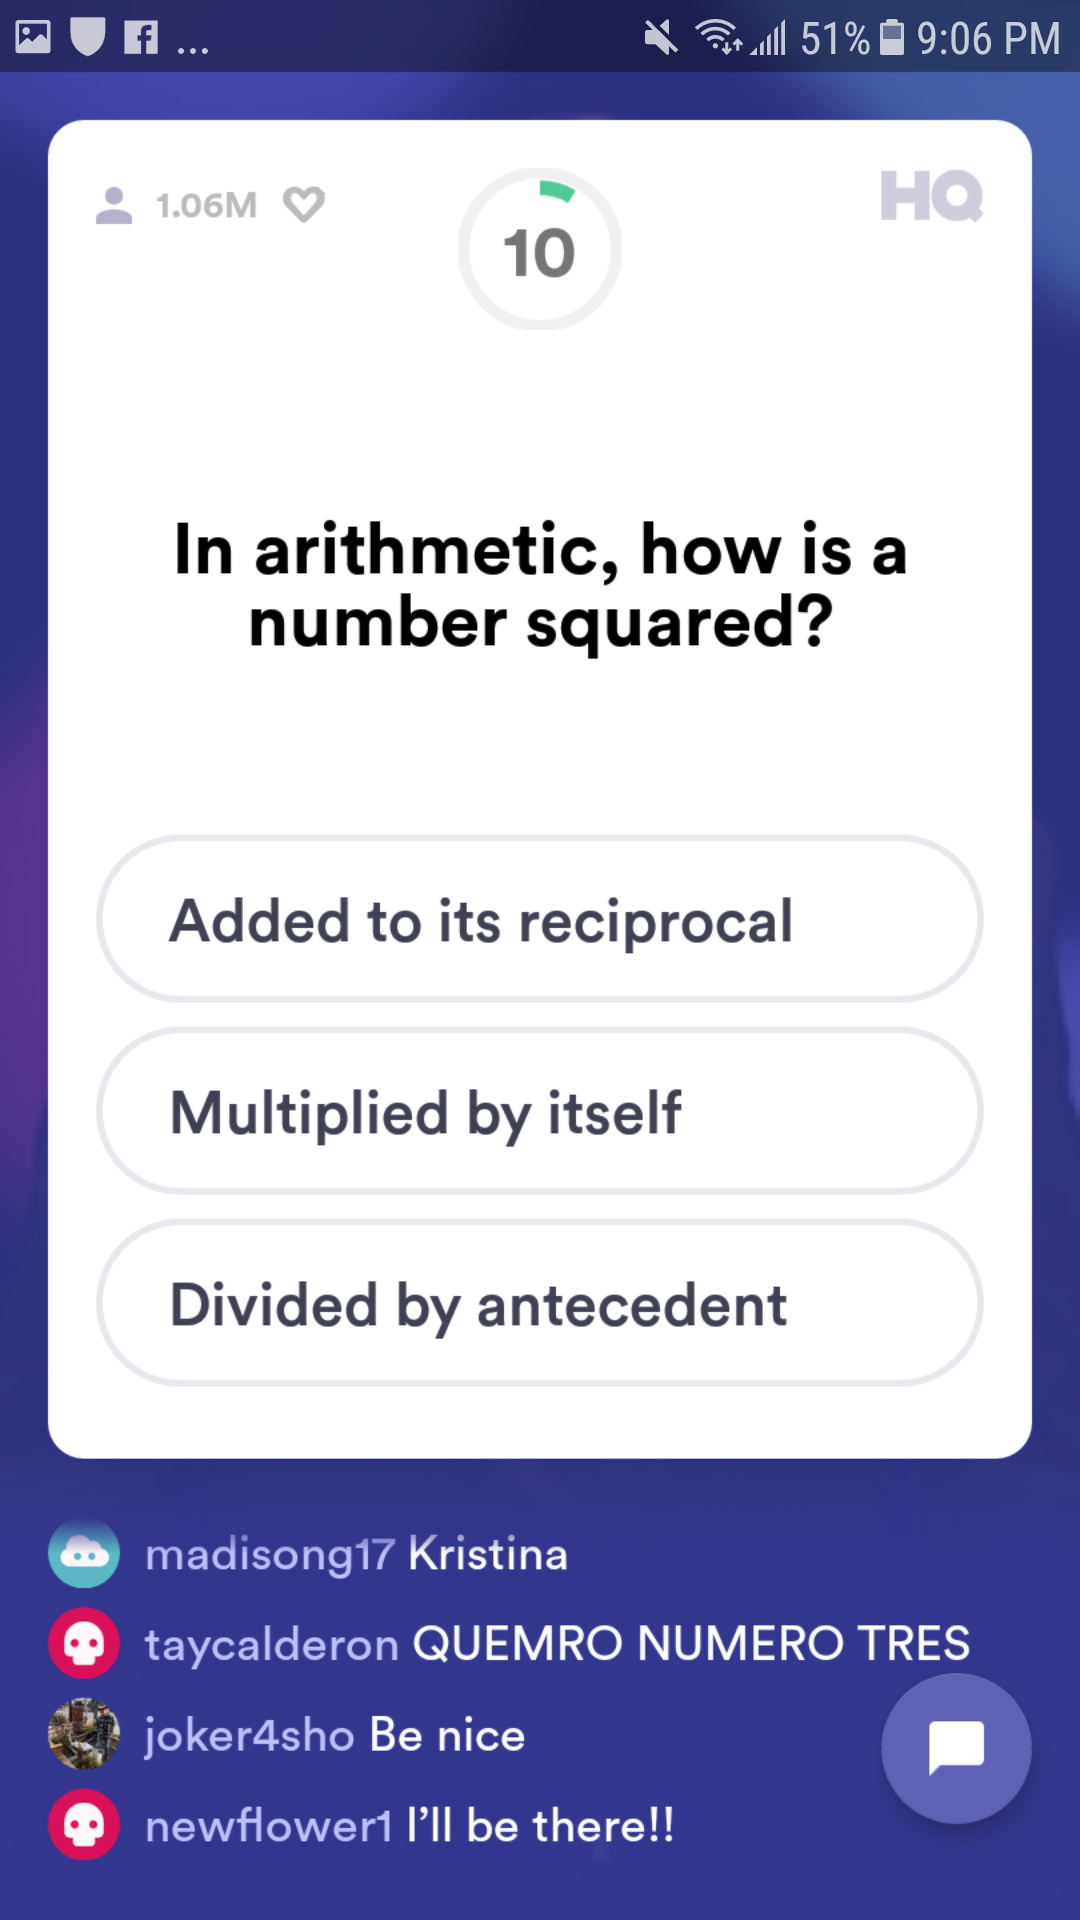 ... 51% 9:06 PM
1.06M 10 HQ
In arithmetic, how is a
number squared?
Added to its reciprocal
Multiplied by itself
Divided by antecedent
madisong17 Kristina
taycalderon QUEMRO NUMERO TRES
joker4sho Be nice
newflower1 I’ll be there!!